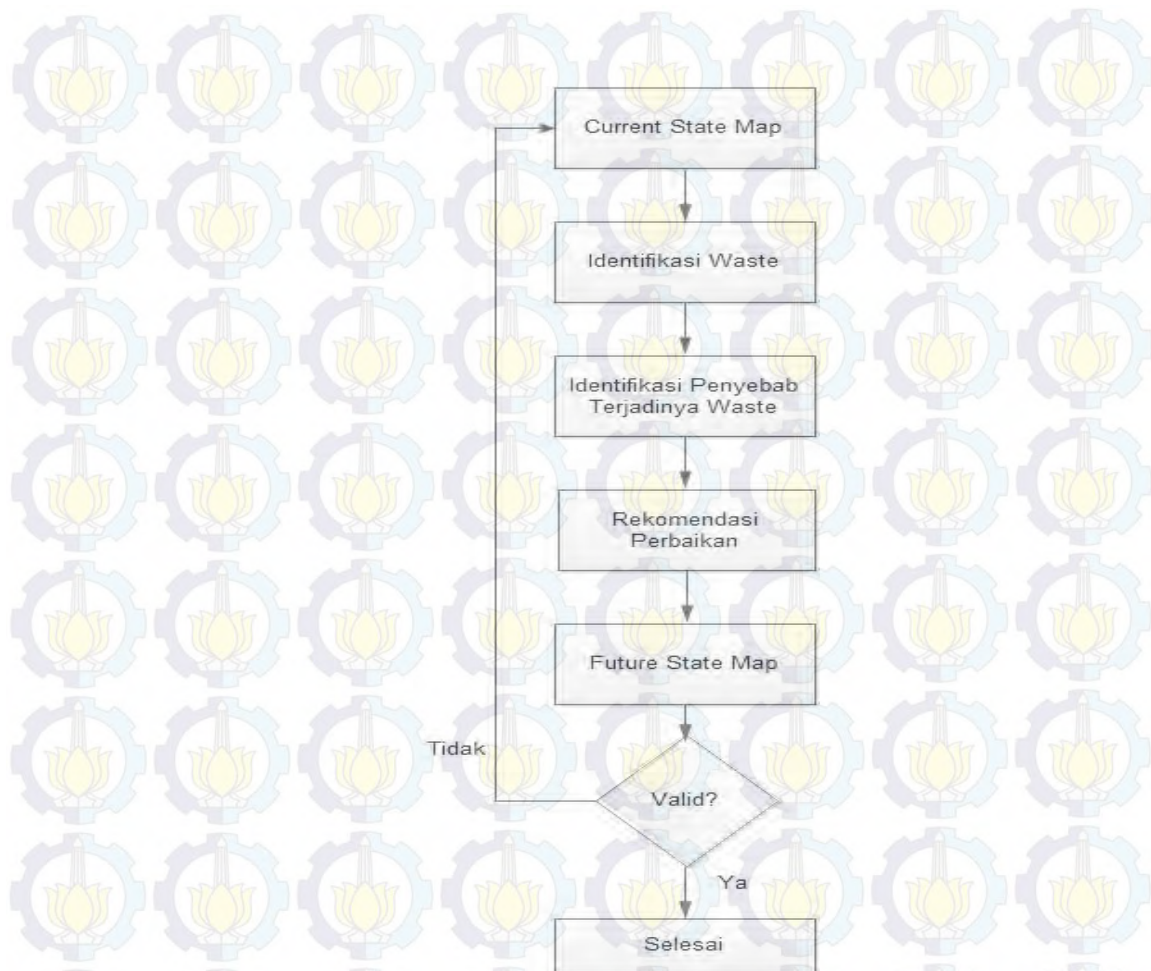 Current State Map
Identifikasi Waste
Identifikasi Penyebab
Terjadinya Waste
Rekomendasi
Perbaikan
Future State Map
Tidak
Valid?
Ya
Selesai